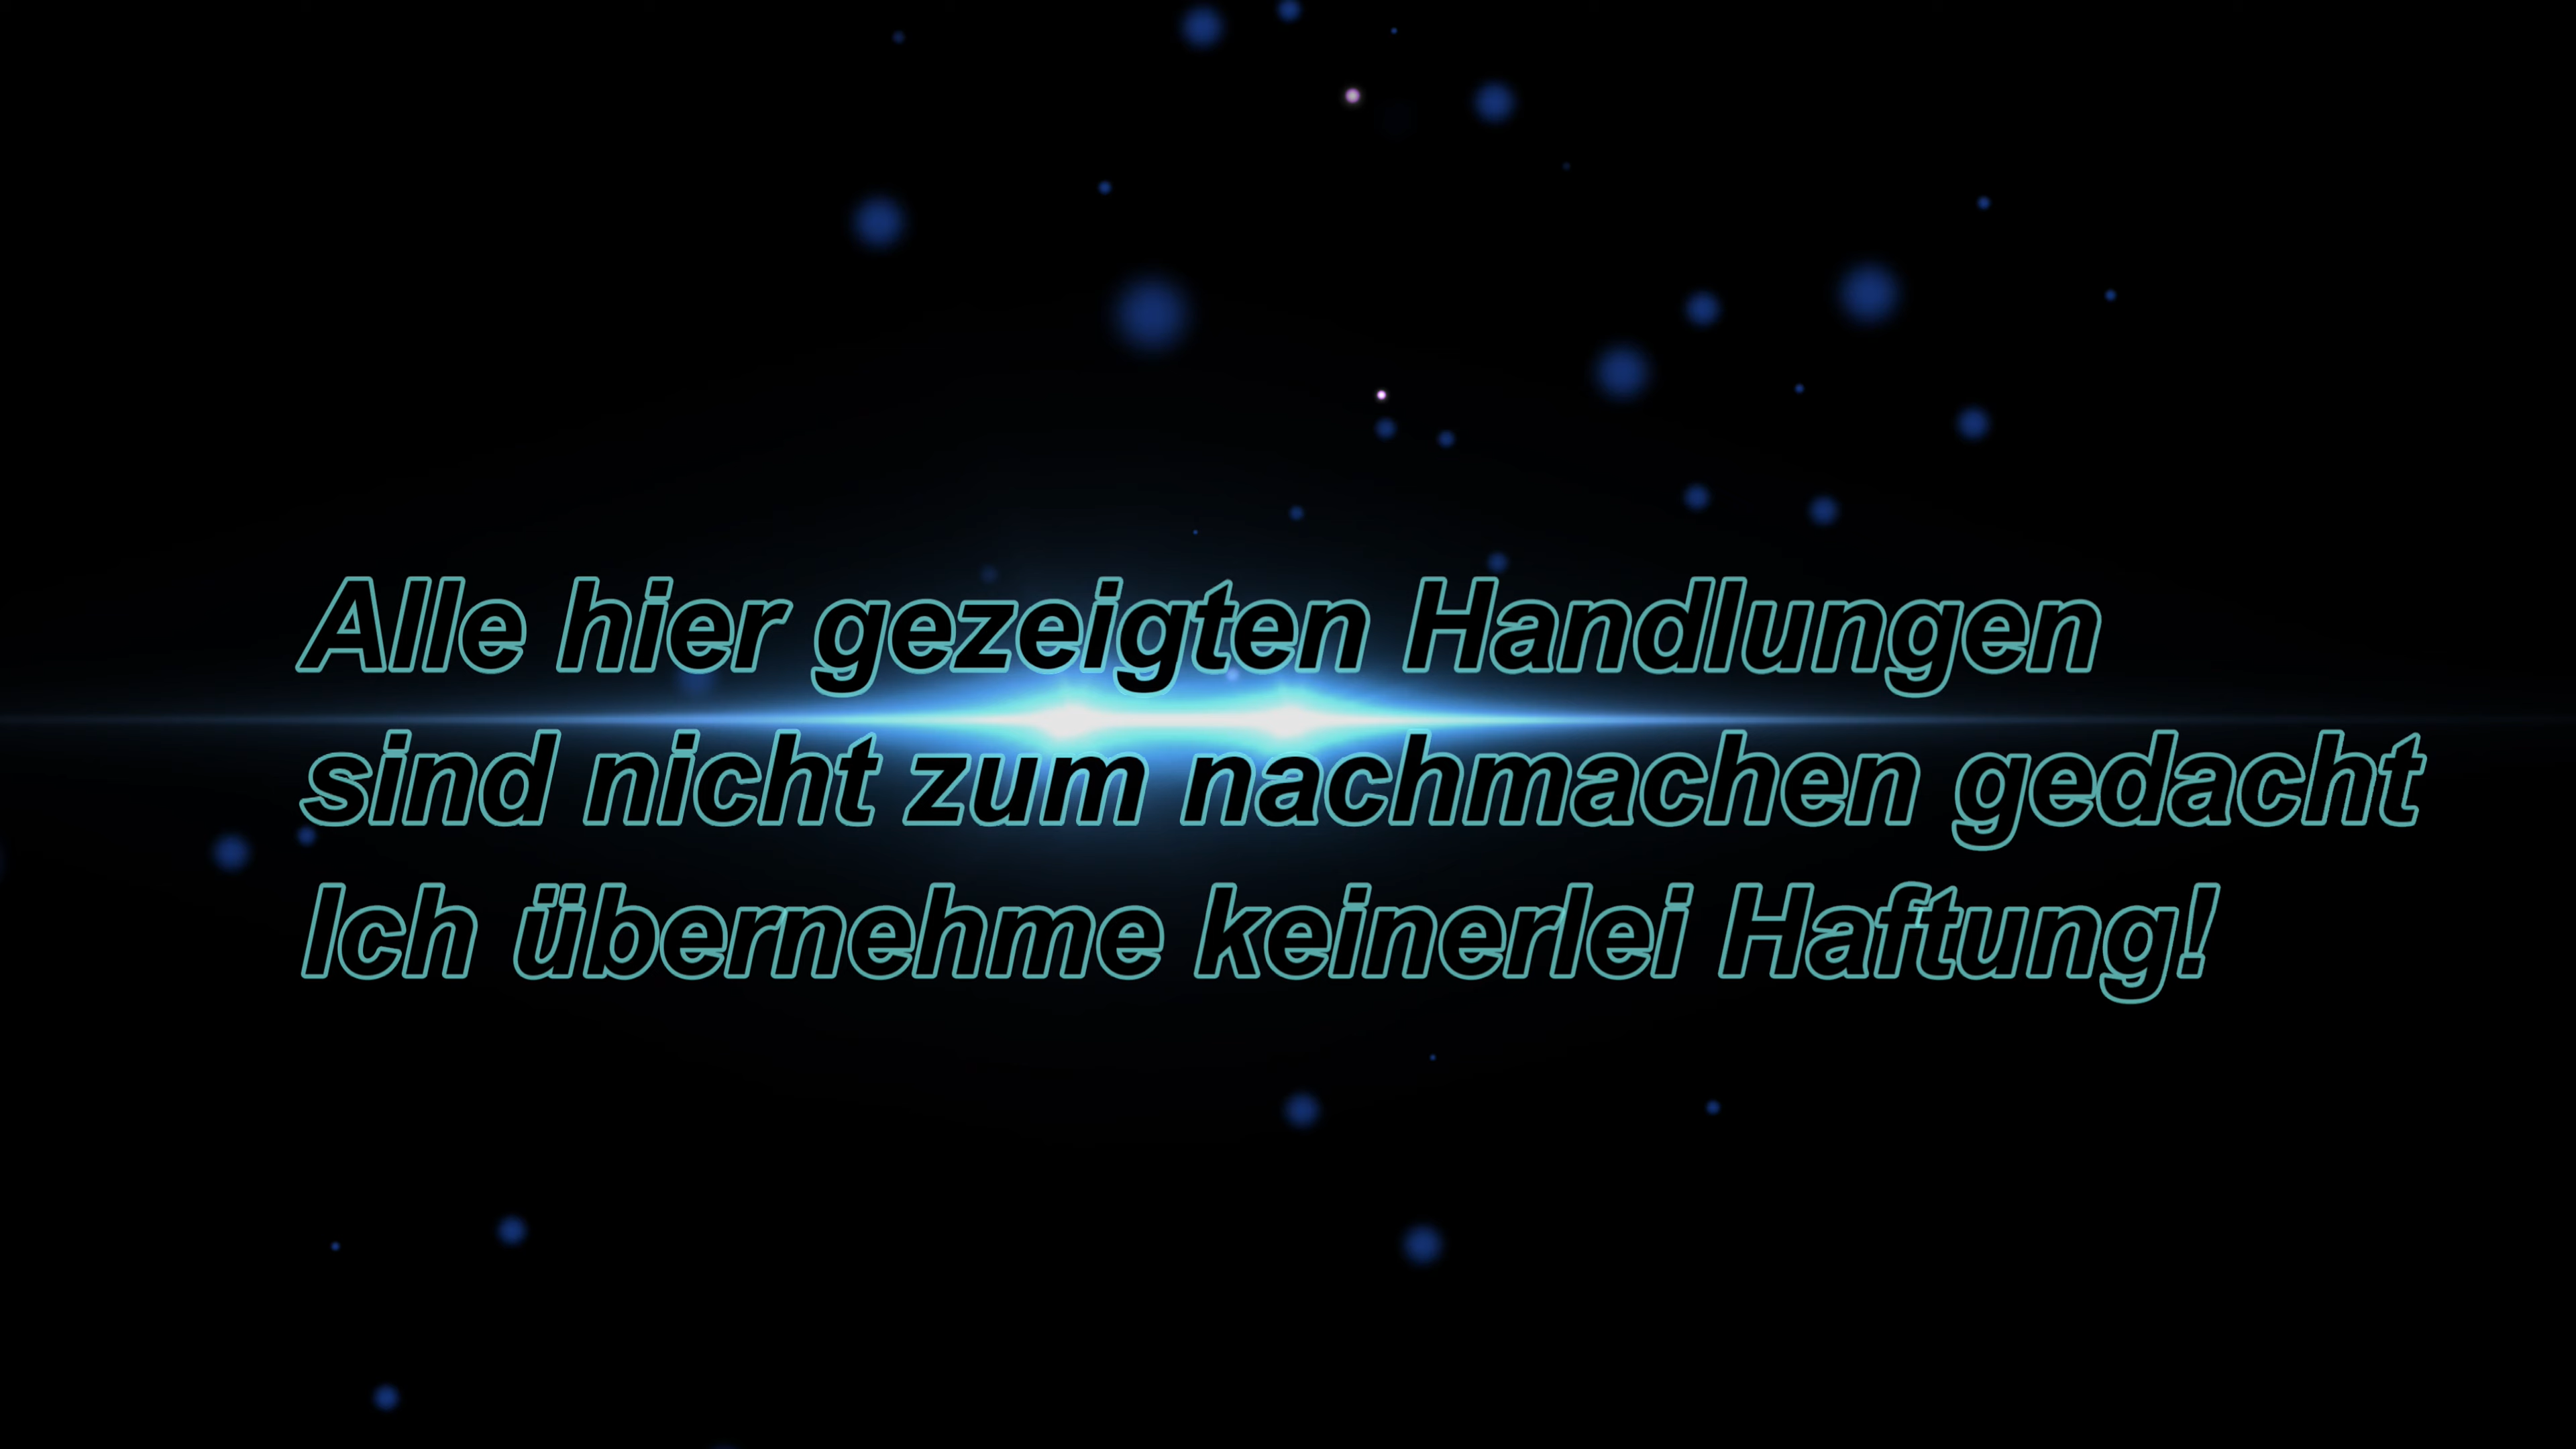 Alle hier gezeigten Handlungen
sind nicht zum nachmachen gedacht
Ich übernehme keinerlei Haftung!